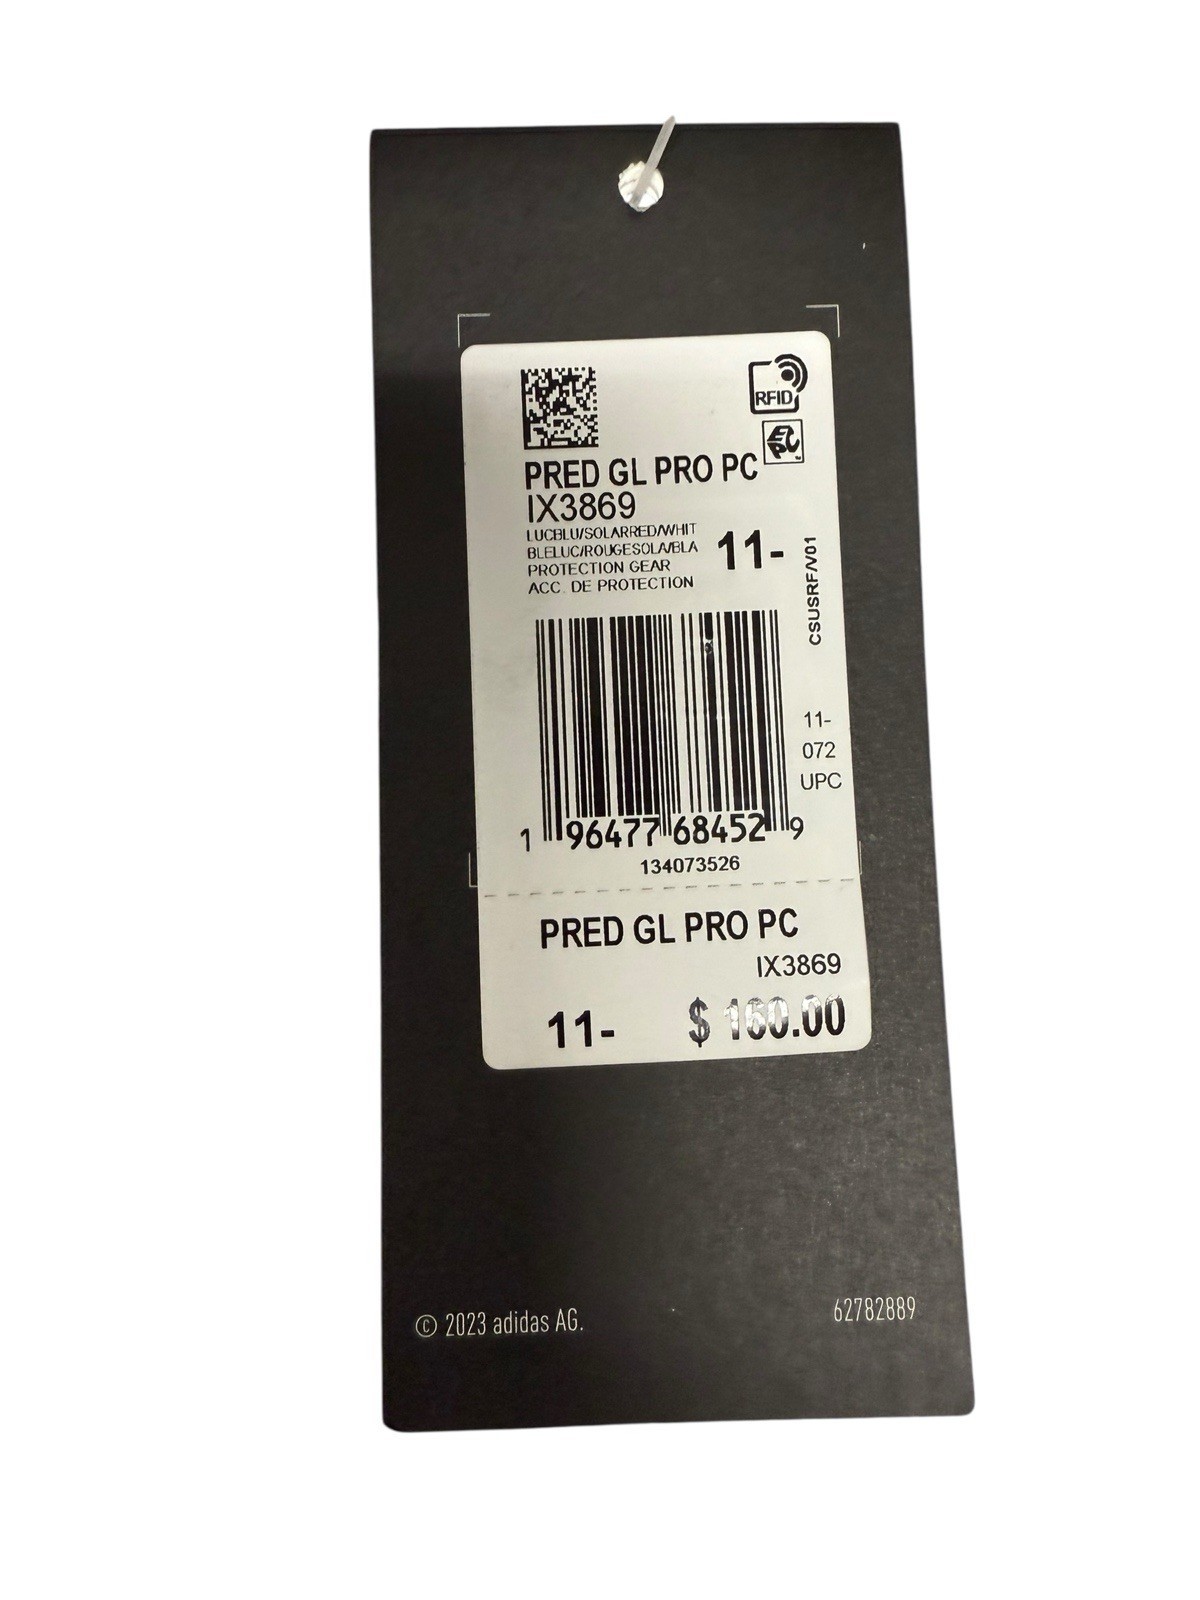 RFID
EPC
PRED GL PRO PC
IX3869
LUCBLU/SOLARRED/WHIT
BLELUC/ROUGESOLA/BLA
PROTECTION GEAR
ACC. DE PROTECTION
11-
CSUSRF/V01
11-
072
UPC
1 96477 68452 9
134073526
PRED GL PRO PC
IX3869
11- $ 160.00
© 2023 adidas AG.
62782889